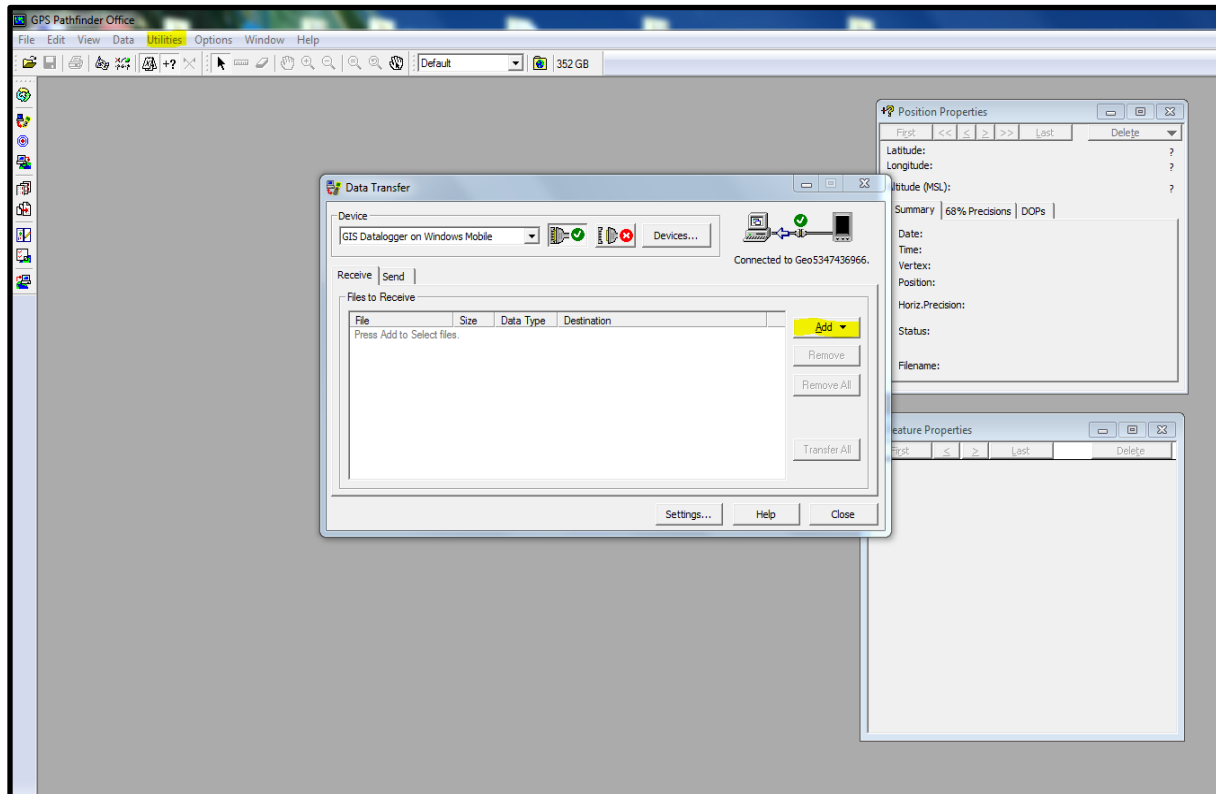 GPS Pathfinder Office
File Edit View Data Utilities Options Window Help
+? Default 352 GB
Data Transfer
Device
GIS Datalogger on Windows Mobile Devices...
Connected to Geo5347436966.
Receive Send
Files to Receive
File Size Data Type Destination
Press Add to Select files.
Add
Remove
Remove All
Transfer All
Settings... Help Close
Position Properties
First << < > >> Last Delete
Latitude: ?
Longitude: ?
ltitude (MSL): ?
Summary 68% Precisions DOPs
Date:
Time:
Vertex:
Position:
Horiz.Precision:
Status:
Filename:
eature Properties
First < > Last Delete